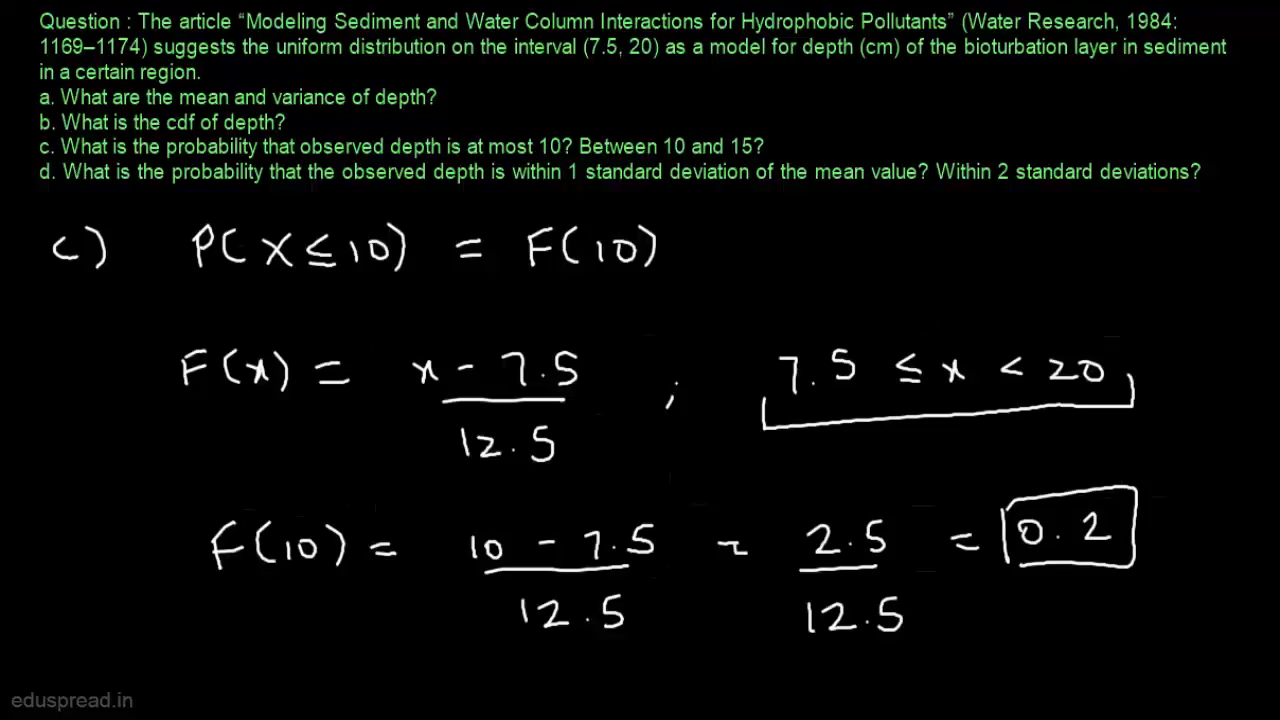 Question : The article “Modeling Sediment and Water Column Interactions for Hydrophobic Pollutants” (Water Research, 1984:
1169–1174) suggests the uniform distribution on the interval (7.5, 20) as a model for depth (cm) of the bioturbation layer in sediment
in a certain region.
a. What are the mean and variance of depth?
b. What is the cdf of depth?
c. What is the probability that observed depth is at most 10? Between 10 and 15?
d. What is the probability that the observed depth is within 1 standard deviation of the mean value? Within 2 standard deviations?
c) P(X ≤ 10) = F(10)
F(x) = x - 7.5 / 12.5 ; 7.5 ≤ x < 20
F(10) = 10 - 7.5 / 12.5 = 2.5 / 12.5 = 0.2
eduspread.in